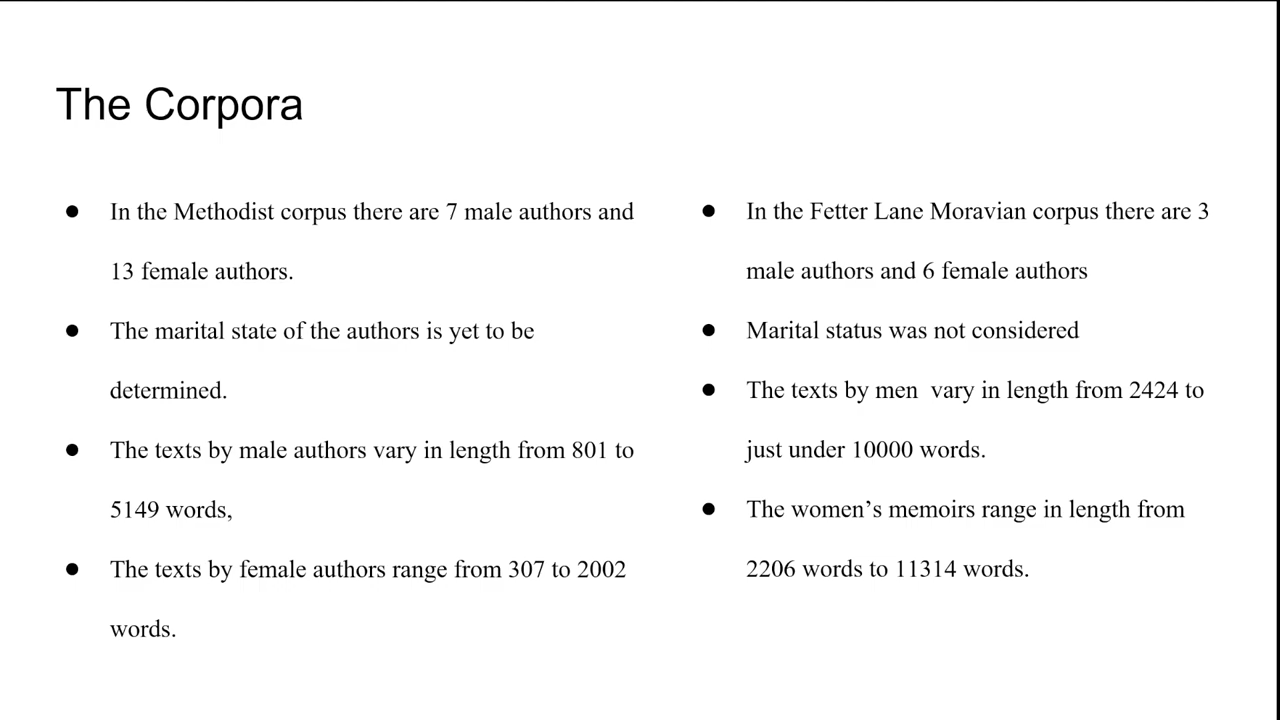 The Corpora
● In the Methodist corpus there are 7 male authors and
13 female authors.
● The marital state of the authors is yet to be
determined.
● The texts by male authors vary in length from 801 to
5149 words,
● The texts by female authors range from 307 to 2002
words.
● In the Fetter Lane Moravian corpus there are 3
male authors and 6 female authors
● Marital status was not considered
● The texts by men  vary in length from 2424 to
just under 10000 words.
● The women’s memoirs range in length from
2206 words to 11314 words.